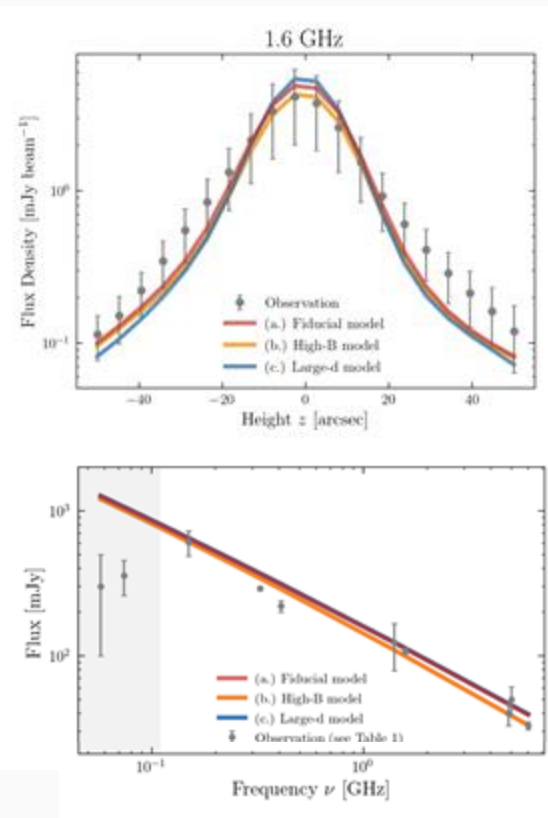 1.6 GHz
Flux Density [mJy beam⁻¹]
10⁰
10⁻¹
Observation
(a.) Fiducial model
(b.) High-B model
(c.) Large-d model
−40 −20 0 20 40
Height z [arcsec]
Flux [mJy]
10³
10²
(a.) Fiducial model
(b.) High-B model
(c.) Large-d model
Observation (see Table 1)
10⁻¹ 10⁰
Frequency ν [GHz]